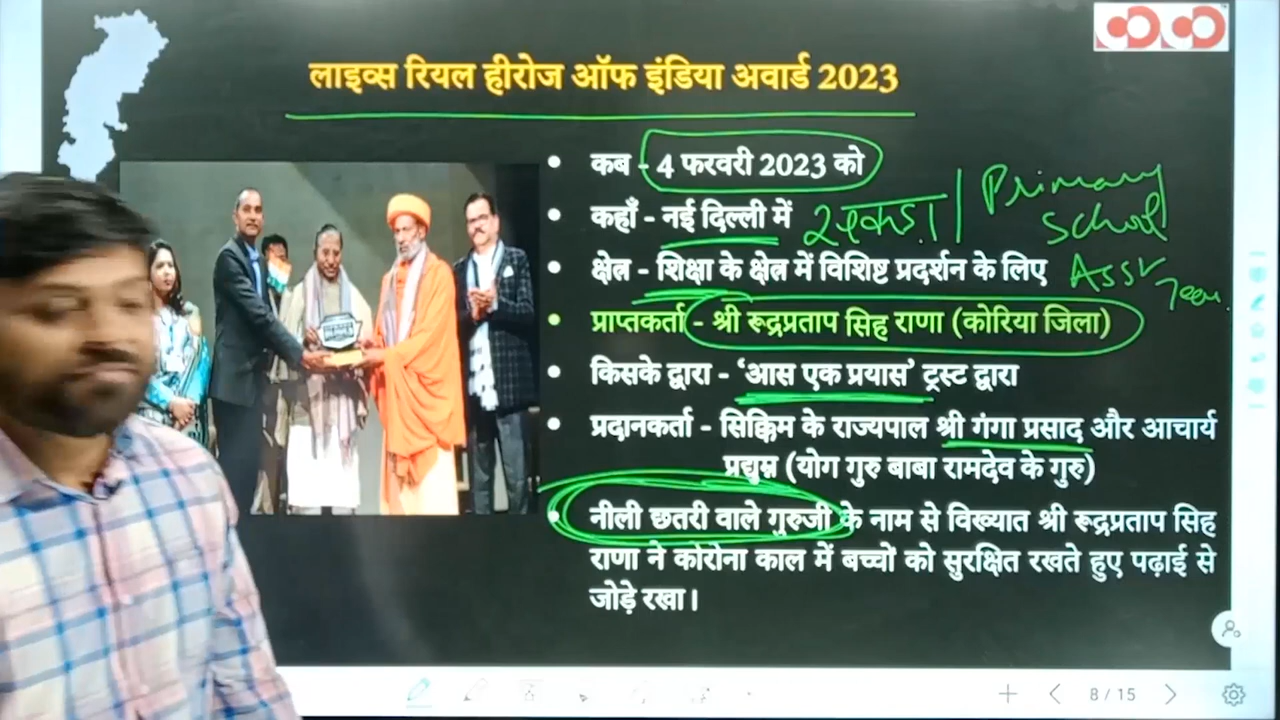 लाइव्स रियल हीरोज ऑफ इंडिया अवार्ड 2023
• कब - 4 फरवरी 2023 को
• कहाँ - नई दिल्ली में
Primary
School
• क्षेत्र - शिक्षा के क्षेत्र में विशिष्ट प्रदर्शन के लिए
• प्राप्तकर्ता - श्री रूद्रप्रताप सिंह राणा (कोरिया जिला)
• किसके द्वारा - ‘आस एक प्रयास’ ट्रस्ट द्वारा
• प्रदानकर्ता - सिक्किम के राज्यपाल श्री गंगा प्रसाद और आचार्य
प्रद्युम्न (योग गुरु बाबा रामदेव के गुरु)
• नीली छतरी वाले गुरुजी के नाम से विख्यात श्री रूद्रप्रताप सिंह
राणा ने कोरोना काल में बच्चों को सुरक्षित रखते हुए पढ़ाई से
जोड़े रखा।
8 / 15